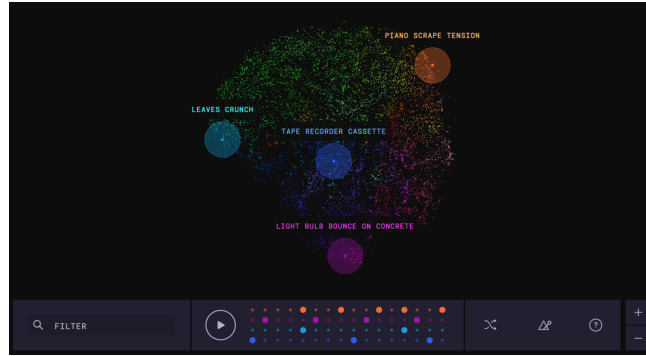 PIANO SCRAPE TENSION
LEAVES CRUNCH
TAPE RECORDER CASSETTE
LIGHT BULB BOUNCE ON CONCRETE
FILTER
?
+
−